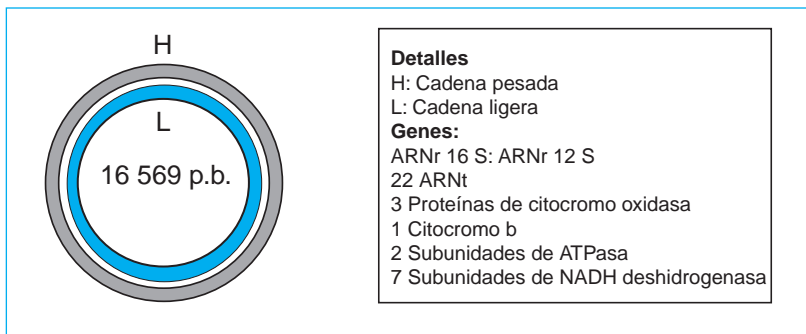 H
L
16 569 p.b.
Detalles
H: Cadena pesada
L: Cadena ligera
Genes:
ARNr 16 S: ARNr 12 S
22 ARNt
3 Proteínas de citocromo oxidasa
1 Citocromo b
2 Subunidades de ATPasa
7 Subunidades de NADH deshidrogenasa